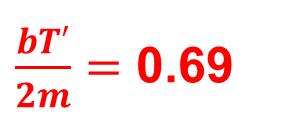 bT′/2m = 0.69